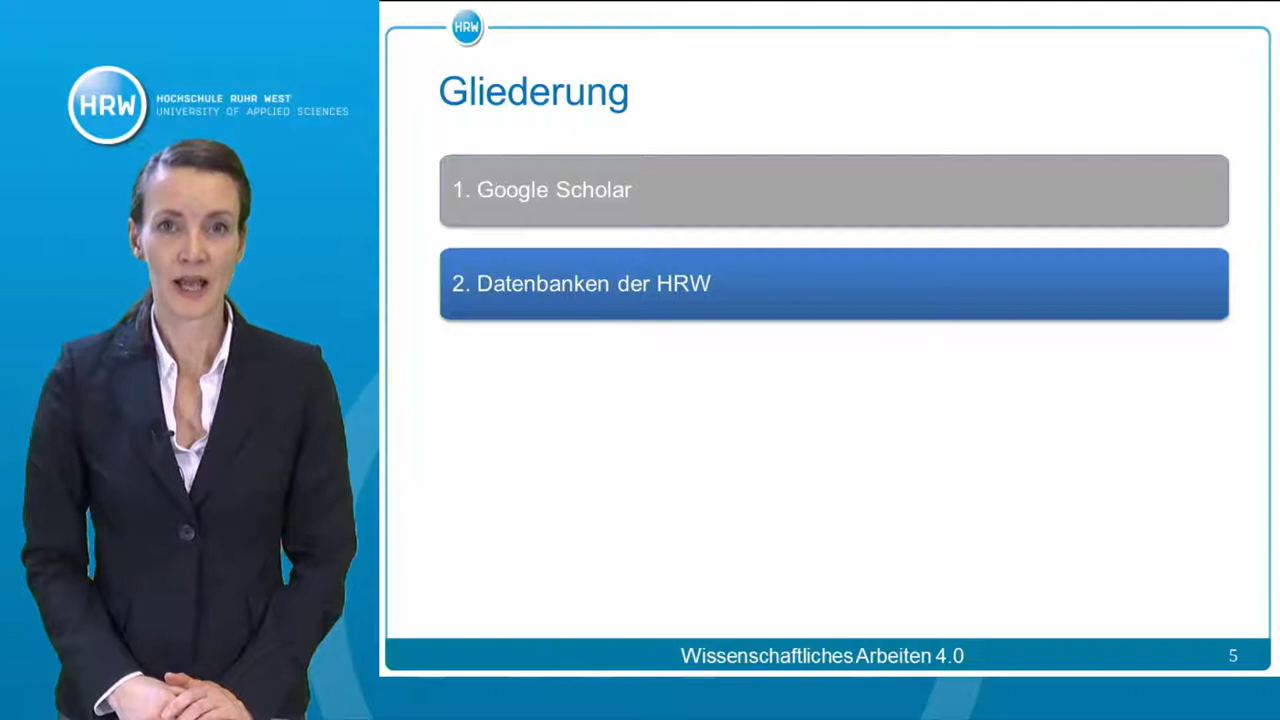 HRW
HOCHSCHULE RUHR WEST
UNIVERSITY OF APPLIED SCIENCES
HRW
Gliederung
1. Google Scholar
2. Datenbanken der HRW
Wissenschaftliches Arbeiten 4.0
5